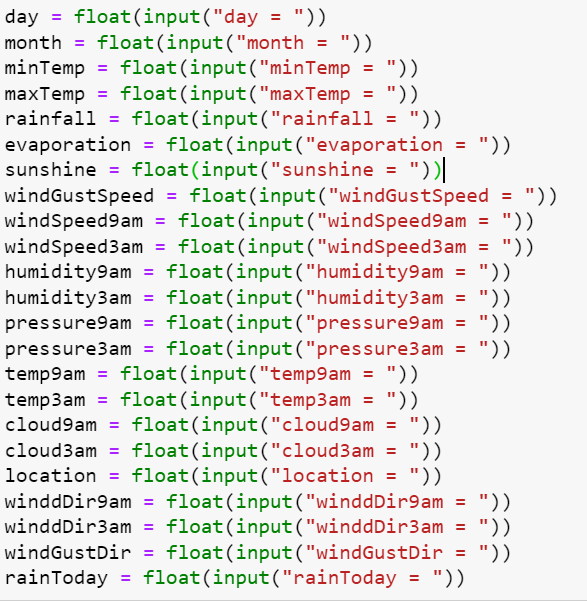 day = float(input("day = "))
month = float(input("month = "))
minTemp = float(input("minTemp = "))
maxTemp = float(input("maxTemp = "))
rainfall = float(input("rainfall = "))
evaporation = float(input("evaporation = "))
sunshine = float(input("sunshine = "))
windGustSpeed = float(input("windGustSpeed = "))
windSpeed9am = float(input("windSpeed9am = "))
windSpeed3am = float(input("windSpeed3am = "))
humidity9am = float(input("humidity9am = "))
humidity3am = float(input("humidity3am = "))
pressure9am = float(input("pressure9am = "))
pressure3am = float(input("pressure3am = "))
temp9am = float(input("temp9am = "))
temp3am = float(input("temp3am = "))
cloud9am = float(input("cloud9am = "))
cloud3am = float(input("cloud3am = "))
location = float(input("location = "))
winddDir9am = float(input("winddDir9am = "))
winddDir3am = float(input("winddDir3am = "))
windGustDir = float(input("windGustDir = "))
rainToday = float(input("rainToday = "))